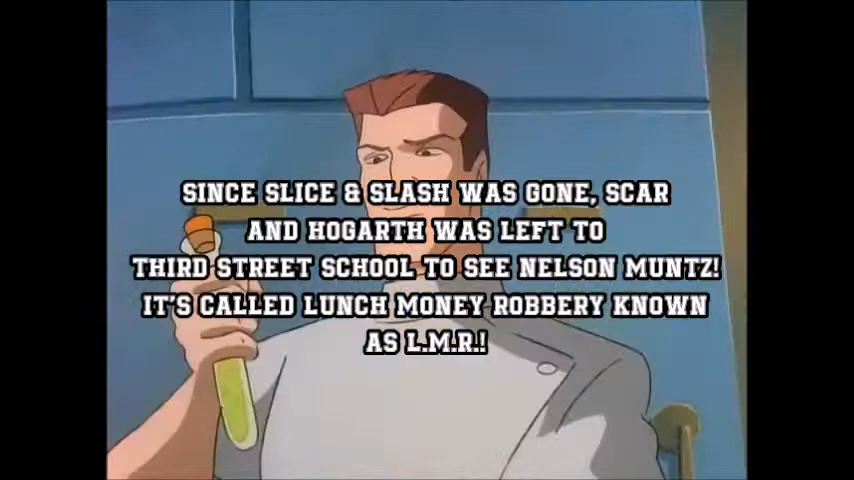 SINCE SLICE & SLASH WAS GONE, SCAR
AND HOGARTH WAS LEFT TO
THIRD STREET SCHOOL TO SEE NELSON MUNTZ!
IT'S CALLED LUNCH MONEY ROBBERY KNOWN
AS L.M.R.!